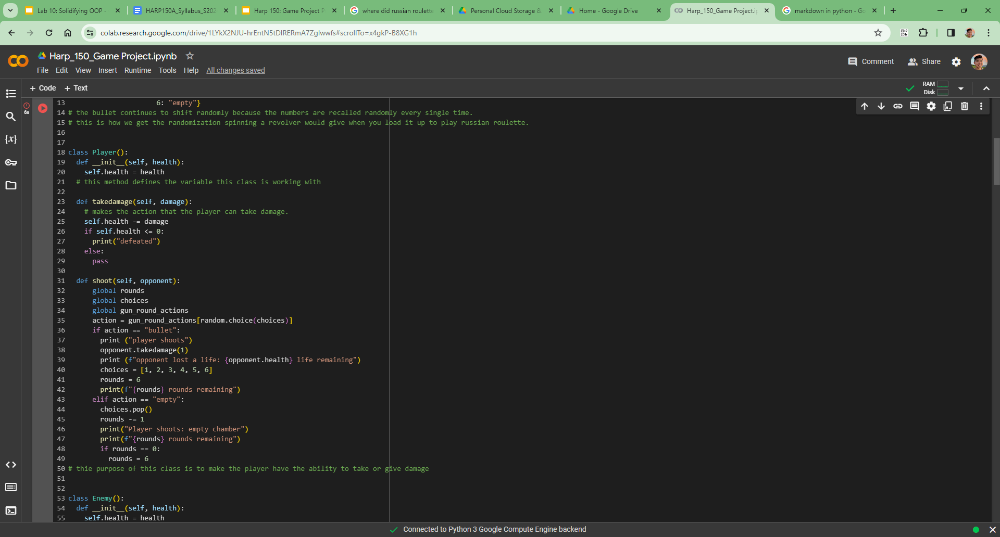 Lab 10: Solidifying OOP -
HARP150A_Syllabus_S202
Harp 150: Game Project P
where did russian roulette
Personal Cloud Storage &
Home - Google Drive
Harp_150_Game Project.i
markdown in python - Go
colab.research.google.com/drive/1LYkX2NJU-hrEntN5tDIRERmA7Zglwwfs#scrollTo=x4gkP-B8XG1h
Harp_150_Game Project.ipynb
Comment
Share
File Edit View Insert Runtime Tools Help All changes saved
+ Code + Text
RAM
Disk
6s
13 6: "empty"}
14 # the bullet continues to shift randomly because the numbers are recalled randomly every single time.
15 # this is how we get the randomization spinning a revolver would give when you load it up to play russian roulette.
16
17
18 class Player():
19 def __init__(self, health):
20 self.health = health
21 # this method defines the variable this class is working with
22
23 def takedamage(self, damage):
24 # makes the action that the player can take damage.
25 self.health -= damage
26 if self.health <= 0:
27 print("defeated")
28 else:
29 pass
30
31 def shoot(self, opponent):
32 global rounds
33 global choices
34 global gun_round_actions
35 action = gun_round_actions[random.choice(choices)]
36 if action == "bullet":
37 print ("player shoots")
38 opponent.takedamage(1)
39 print (f"opponent lost a life: {opponent.health} life remaining")
40 choices = [1, 2, 3, 4, 5, 6]
41 rounds = 6
42 print(f"{rounds} rounds remaining")
43 elif action == "empty":
44 choices.pop()
45 rounds -= 1
46 print("Player shoots: empty chamber")
47 print(f"{rounds} rounds remaining")
48 if rounds == 0:
49 rounds = 6
50 # thie purpose of this class is to make the player have the ability to take or give damage
51
52
53 class Enemy():
54 def __init__(self, health):
55 self.health = health
Connected to Python 3 Google Compute Engine backend